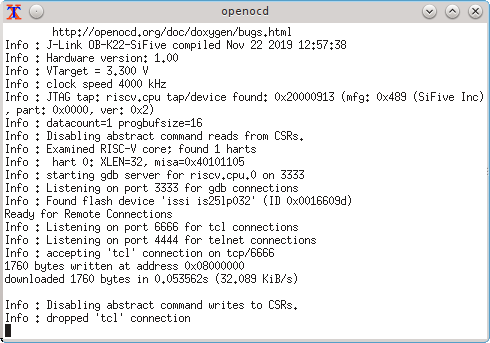 openocd
http://openocd.org/doc/doxygen/bugs.html
Info : J-Link OB-K22-SiFive compiled Nov 22 2019 12:57:38
Info : Hardware version: 1.00
Info : VTarget = 3.300 V
Info : clock speed 4000 kHz
Info : JTAG tap: riscv.cpu tap/device found: 0x20000913 (mfg: 0x489 (SiFive Inc)
, part: 0x0000, ver: 0x2)
Info : datacount=1 progbufsize=16
Info : Disabling abstract command reads from CSRs.
Info : Examined RISC-V core; found 1 harts
Info :  hart 0: XLEN=32, misa=0x40101105
Info : starting gdb server for riscv.cpu.0 on 3333
Info : Listening on port 3333 for gdb connections
Info : Found flash device 'issi is25lp032' (ID 0x0016609d)
Ready for Remote Connections
Info : Listening on port 6666 for tcl connections
Info : Listening on port 4444 for telnet connections
Info : accepting 'tcl' connection on tcp/6666
1760 bytes written at address 0x08000000
downloaded 1760 bytes in 0.053562s (32.089 KiB/s)
Info : Disabling abstract command writes to CSRs.
Info : dropped 'tcl' connection